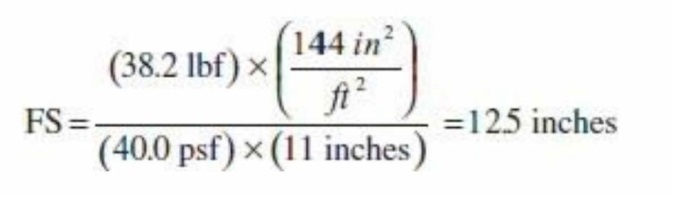 FS = (38.2 lbf) × (144 in² / ft²) / (40.0 psf) × (11 inches) = 12.5 inches